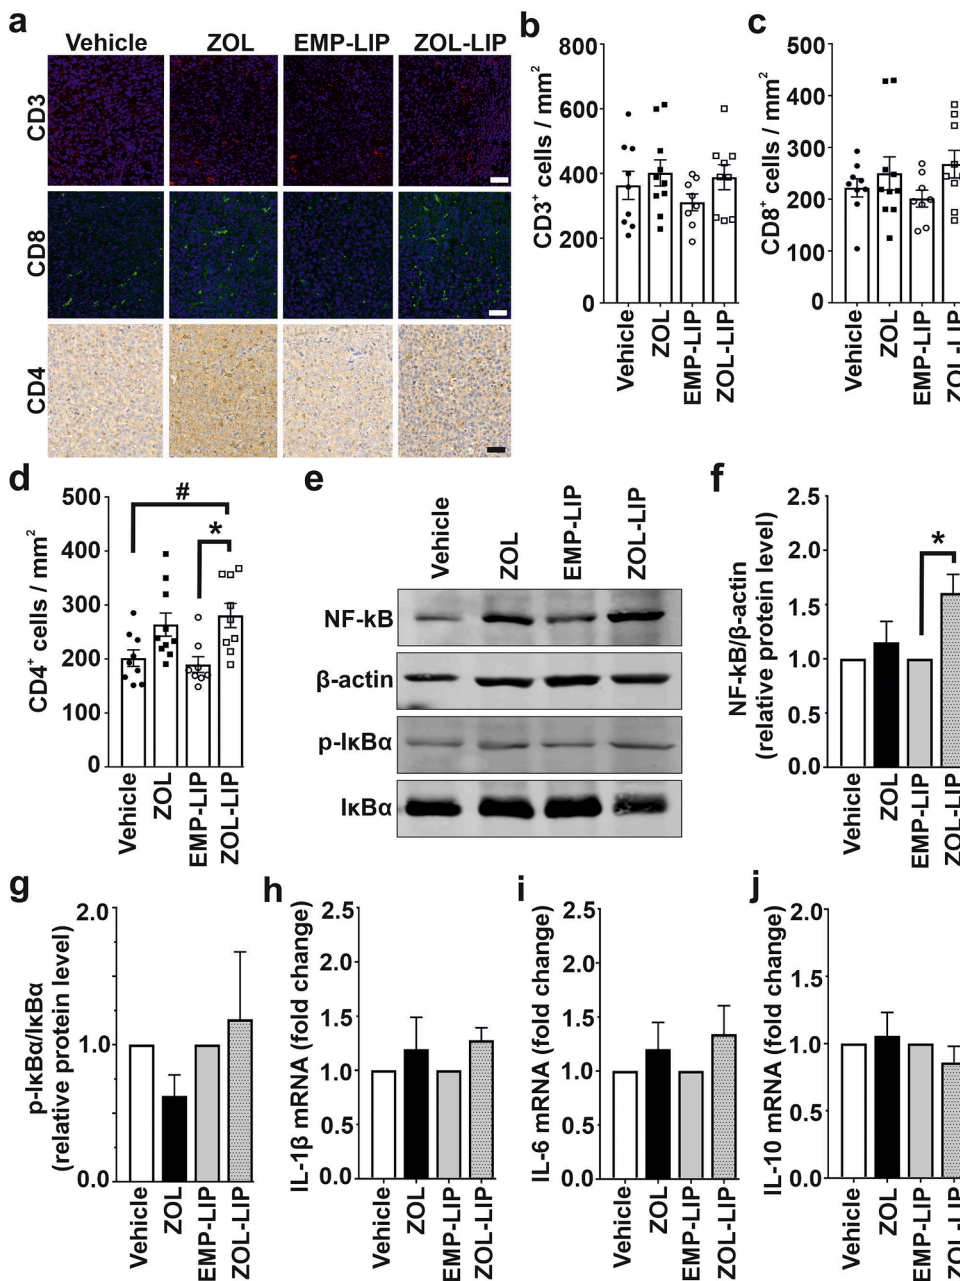 a
Vehicle ZOL EMP-LIP ZOL-LIP
CD3
CD8
CD4
b
CD3+ cells / mm2
800
600
400
200
0
Vehicle
ZOL
EMP-LIP
ZOL-LIP
c
CD8+ cells / mm2
500
400
300
200
100
0
Vehicle
ZOL
EMP-LIP
ZOL-LIP
d
CD4+ cells / mm2
500
400
300
200
100
0
#
*
Vehicle
ZOL
EMP-LIP
ZOL-LIP
e
Vehicle
ZOL
EMP-LIP
ZOL-LIP
NF-kB
β-actin
p-IκBα
IκBα
f
NF-kB/β-actin
(relative protein level)
2.5
2.0
1.5
1.0
0.5
0.0
*
Vehicle
ZOL
EMP-LIP
ZOL-LIP
g
p-IκBα/IκBα
(relative protein level)
2.0
1.0
0.0
Vehicle
ZOL
EMP-LIP
ZOL-LIP
h
IL-1β mRNA (fold change)
2.5
2.0
1.5
1.0
0.5
0.0
Vehicle
ZOL
EMP-LIP
ZOL-LIP
i
IL-6 mRNA (fold change)
2.5
2.0
1.5
1.0
0.5
0.0
Vehicle
ZOL
EMP-LIP
ZOL-LIP
j
IL-10 mRNA (fold change)
2.0
1.5
1.0
0.5
0.0
Vehicle
ZOL
EMP-LIP
ZOL-LIP